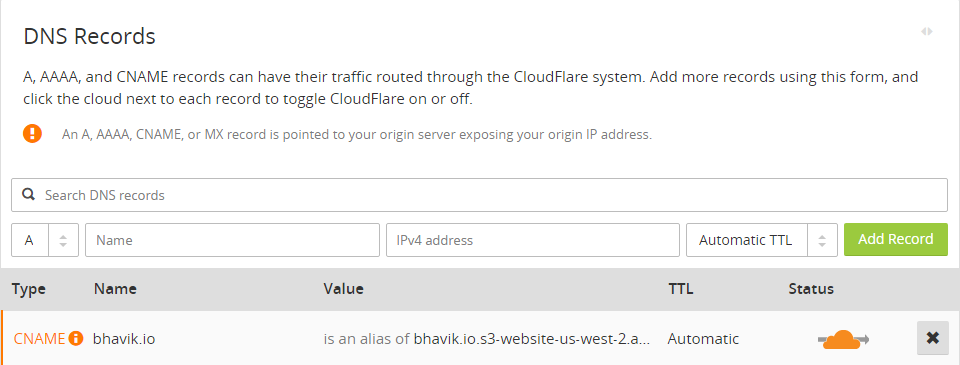 DNS Records
A, AAAA, and CNAME records can have their traffic routed through the CloudFlare system. Add more records using this form, and
click the cloud next to each record to toggle CloudFlare on or off.
An A, AAAA, CNAME, or MX record is pointed to your origin server exposing your origin IP address.
Search DNS records
A Name IPv4 address Automatic TTL Add Record
Type Name Value TTL Status
CNAME bhavik.io is an alias of bhavik.io.s3-website-us-west-2.a... Automatic